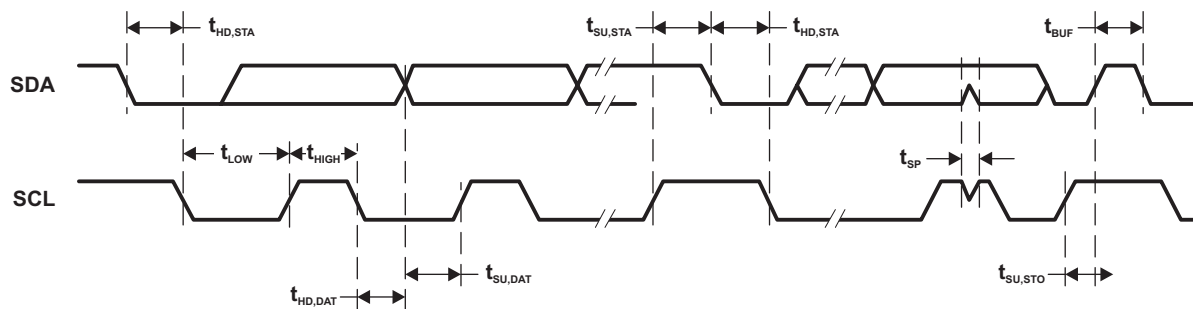 tHD,STA
tSU,STA
tHD,STA
tBUF
SDA
tLOW
tHIGH
tSP
SCL
tHD,DAT
tSU,DAT
tSU,STO